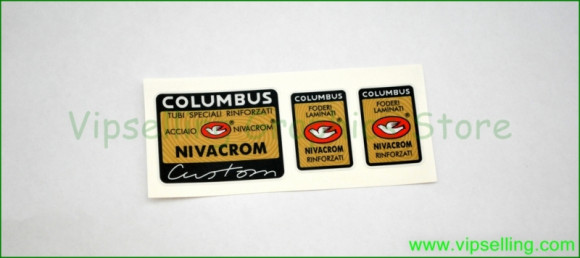 COLUMBUS
TUBI SPECIALI RINFORZATI
ACCIAIO NIVACROM
NIVACROM
Custom
COLUMBUS
FODERI
LAMINATI
NIVACROM
RINFORZATI
COLUMBUS
FODERI
LAMINATI
NIVACROM
RINFORZATI
Store
www.vipselling.com